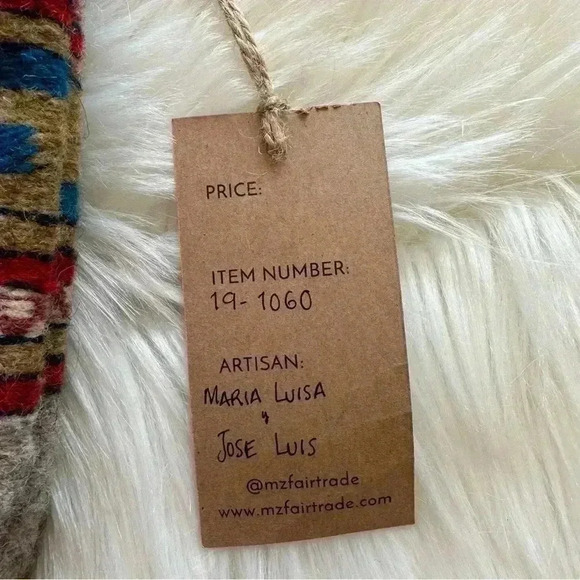 PRICE:
ITEM NUMBER:
19-1060
ARTISAN:
MARIA LUISA
y
JOSE LUIS
@mzfairtrade
www.mzfairtrade.com